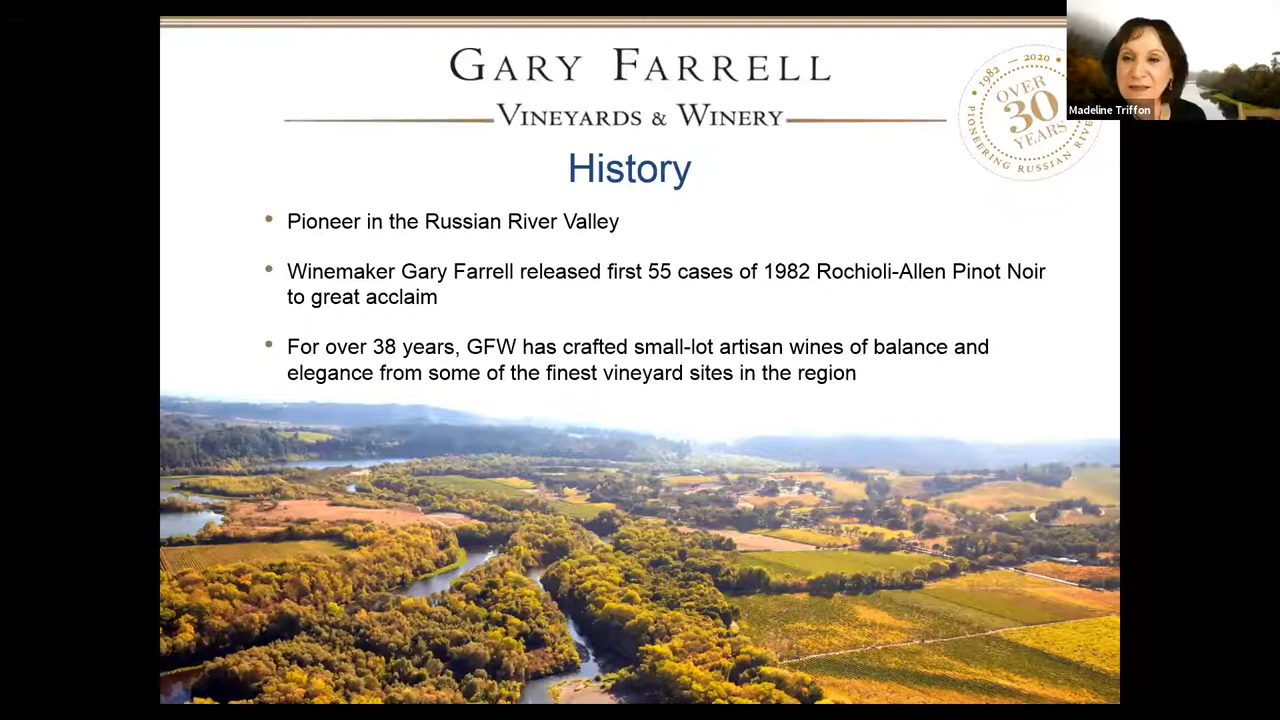 GARY FARRELL
VINEYARDS & WINERY
1982 — 2020
OVER
30
YEARS
PIONEERING RUSSIAN
Madeline Triffon
History
• Pioneer in the Russian River Valley
• Winemaker Gary Farrell released first 55 cases of 1982 Rochioli-Allen Pinot Noir
to great acclaim
• For over 38 years, GFW has crafted small-lot artisan wines of balance and
elegance from some of the finest vineyard sites in the region